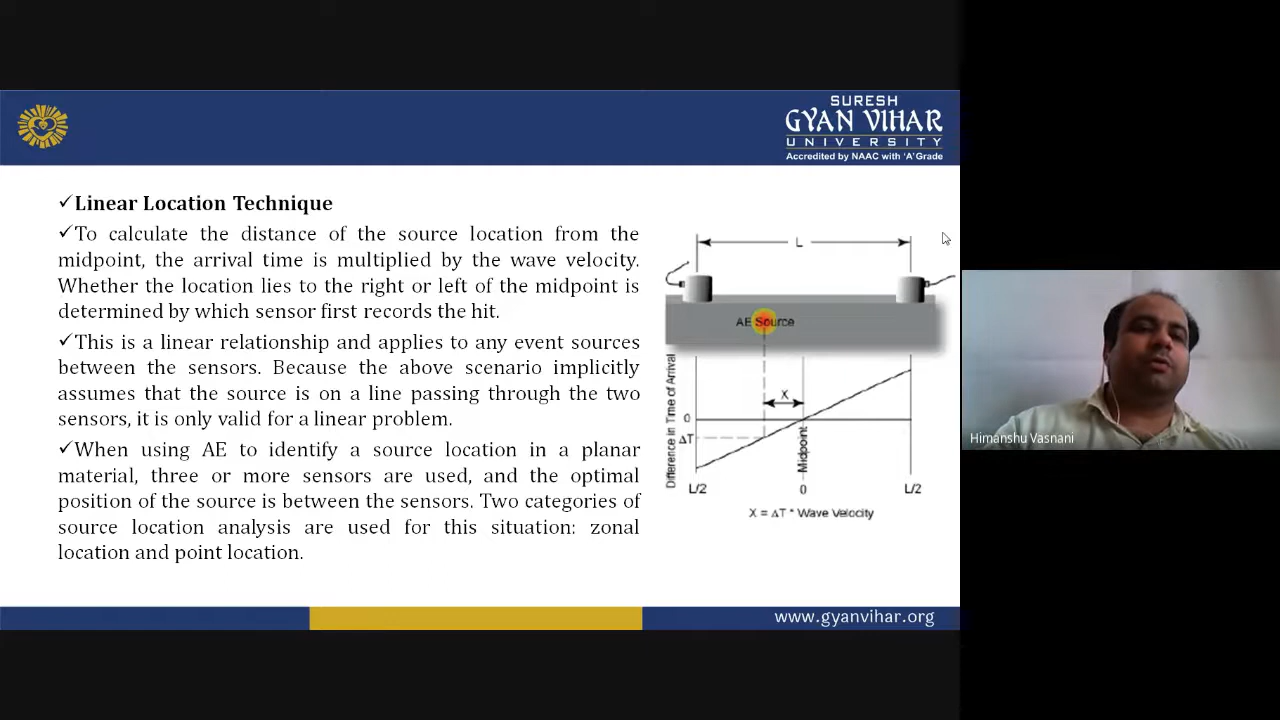 SURESH
GYAN VIHAR
UNIVERSITY
Accredited by NAAC with 'A' Grade
✓Linear Location Technique
✓To calculate the distance of the source location from the
midpoint, the arrival time is multiplied by the wave velocity.
Whether the location lies to the right or left of the midpoint is
determined by which sensor first records the hit.
✓This is a linear relationship and applies to any event sources
between the sensors. Because the above scenario implicitly
assumes that the source is on a line passing through the two
sensors, it is only valid for a linear problem.
✓When using AE to identify a source location in a planar
material, three or more sensors are used, and the optimal
position of the source is between the sensors. Two categories of
source location analysis are used for this situation: zonal
location and point location.
L
AE Source
Difference in Time of Arrival
X
0
ΔT
Midpoint
L/2
0
L/2
X = ΔT * Wave Velocity
Himanshu Vasnani
www.gyanvihar.org